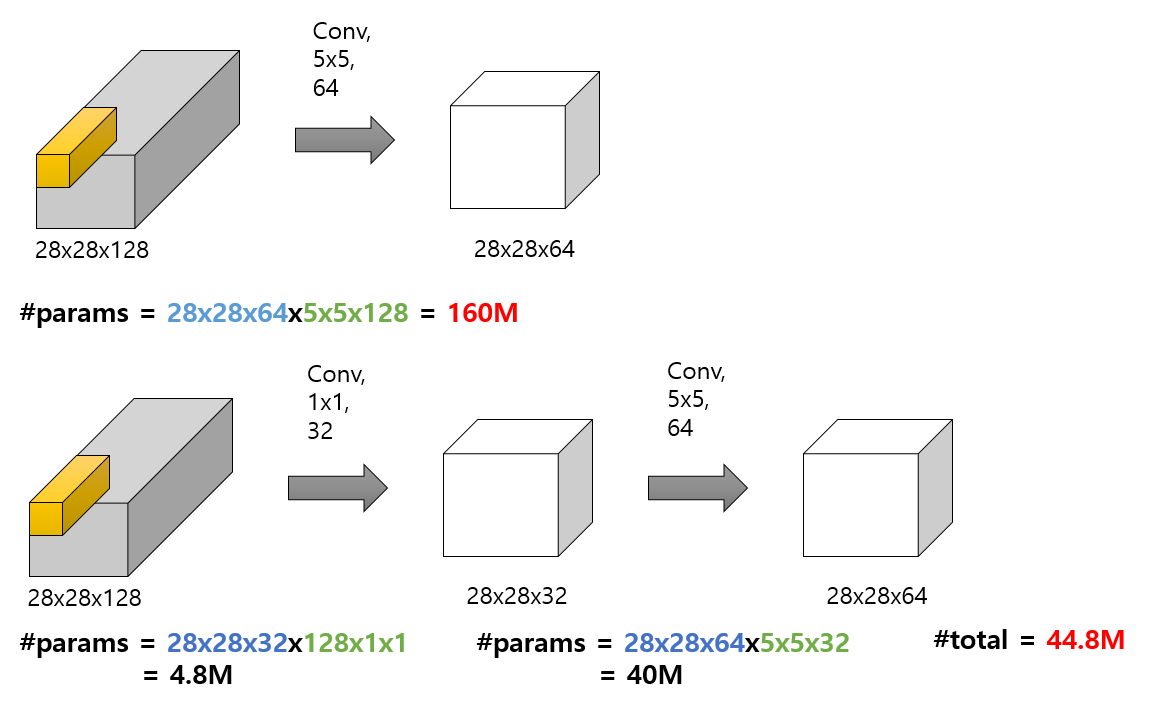 Conv,
5x5,
64
28x28x128
28x28x64
#params = 28x28x64x5x5x128 = 160M
Conv,
1x1,
32
Conv,
5x5,
64
28x28x128
28x28x32
28x28x64
#params = 28x28x32x128x1x1
= 4.8M
#params = 28x28x64x5x5x32
= 40M
#total = 44.8M